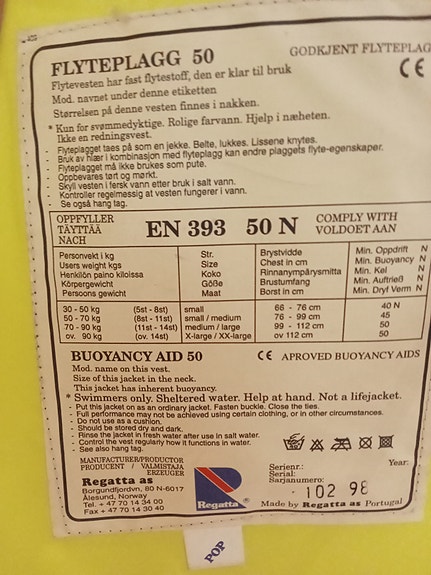 FLYTEPLAGG 50 GODKJENT FLYTEPLAG
Flytevesten har fast flytestoff, den er klar til bruk CE
Mod. navnet under denne etiketten
Størrelsen på denne vesten finnes i nakken.
* Kun for svømmedyktige. Rolige farvann. Hjelp i næheten.
Ikke en redningsvest.
- Flyteplagget taes på som en jekke. Belte, lukkes. Lissene knytes.
- Bruk av klær i kombinasjon med flyteplagg kan endre plaggets flyte-egenskaper.
- Flyteplagget må ikke brukes som pute.
- Oppbevares tørt og mørkt.
- Skyll vesten i fersk vann etter bruk i salt vann.
- Kontroller regelmessig at vesten fungerer i vann.
- Se også hang tag.
OPPFYLLER
TÄYTTÄÄ
NACH
EN 393 50 N
COMPLY WITH
VOLDOET AAN
Personvekt i kg Str. Brystvidde Min. Oppdrift N
Users weight kgs Size Chest in cm Min. Buoyancy N
Henkilön paino kiloissa Koko Rinnanympärysmitta Min. Kel N
Körpergewicht Göße Brustumfang Min. Auftrieß N
Persoons gewicht Maat Borst in cm Min. Dryf Verm N
30 - 50 kg (5st - 8st) small 66 - 76 cm 40 N
50 - 70 kg (8st - 11st) small / medium 76 - 99 cm 45
70 - 90 kg (11st - 14st) medium / large 99 - 112 cm 50
ov. 90 kg (ov. 14st) X-large / XX-large ov 112 cm 50
BUOYANCY AID 50 CE APROVED BUOYANCY AIDS
Mod. name on this vest.
Size of this jacket in the neck.
This jacket has inherent buoyancy.
* Swimmers only. Sheltered water. Help at hand. Not a lifejacket.
- Put this jacket on as an ordinary jacket. Fasten buckle. Close the ties.
- Full performance may not be achieved using certain clothing, or in other circumstances.
- Do not use as a cushion.
- Should be stored dry and dark.
- Rinse the jacket in fresh water after use in salt water.
- Control the vest regularly how it functions in water.
- See also hang tag.
MANUFACTURER/PRODUCTOR
PRODUCENT / VALMISTAJA
ERZEUGER
Regatta as
Borgundfjordvn. 80 N-6017
Ålesund, Norway
Tel. + 47 70 14 34 00
Fax + 47 70 14 30 40
Regatta
Serienr.: Year:
Serial:
Sarjanumero:
102 98
Made by Regatta as Portugal
POP